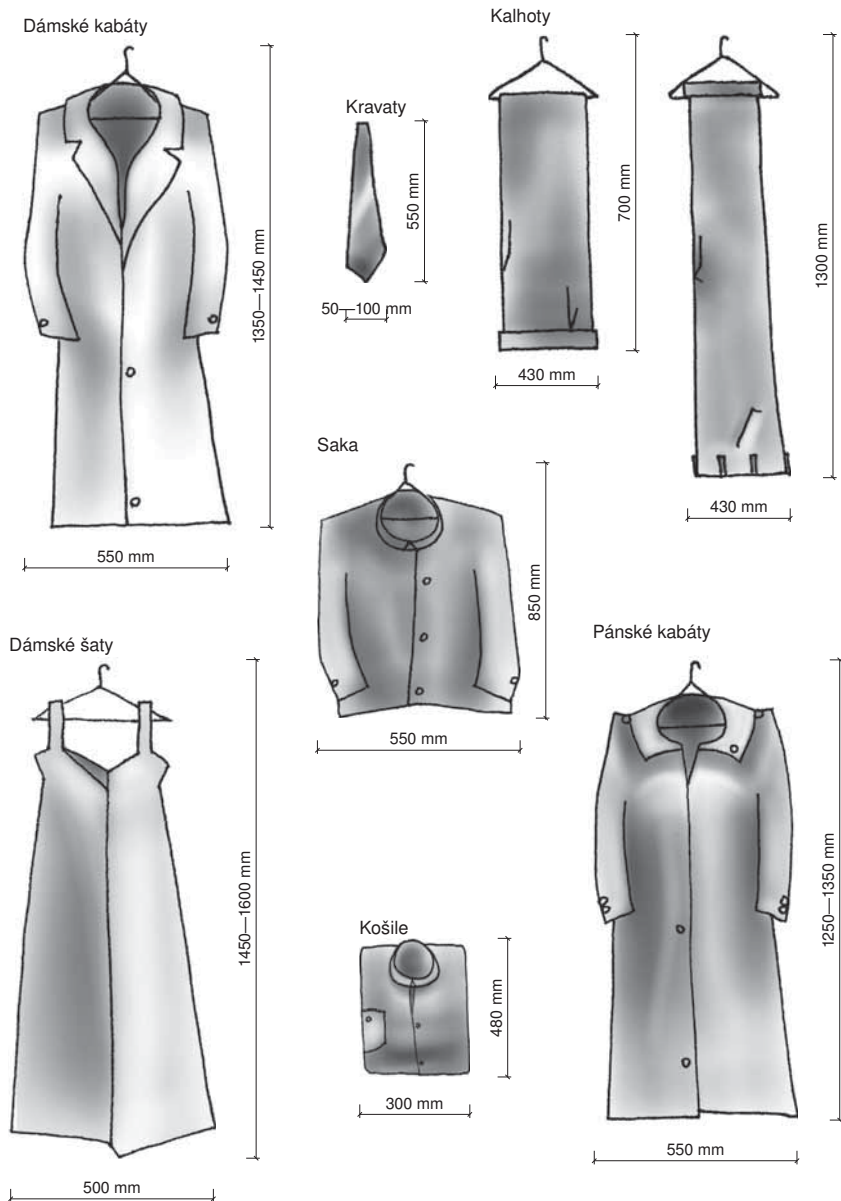 Dámské kabáty
1350—1450 mm
550 mm
Kravaty
550 mm
50—100 mm
Kalhoty
700 mm
430 mm
1300 mm
430 mm
Saka
850 mm
550 mm
Dámské šaty
1450—1600 mm
500 mm
Košile
480 mm
300 mm
Pánské kabáty
1250—1350 mm
550 mm